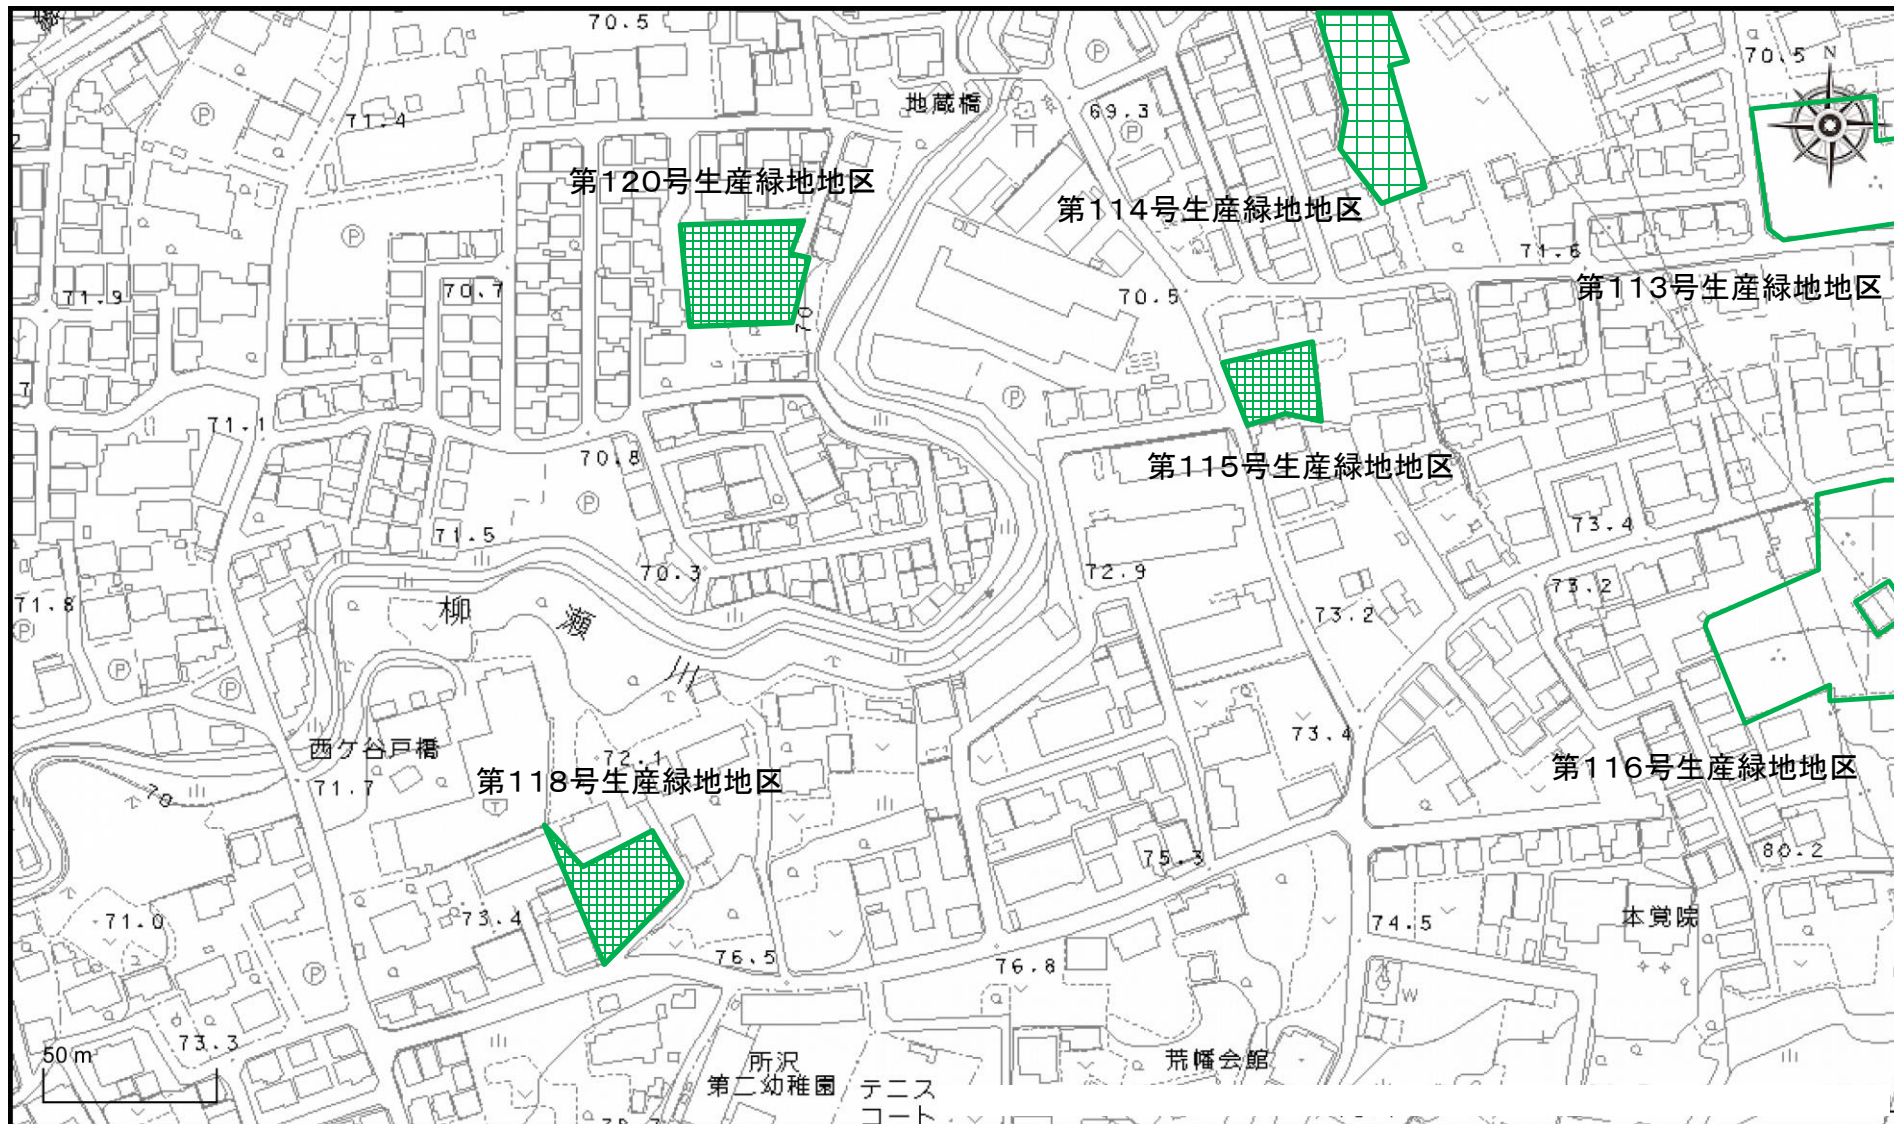 70.5
70.5
N
地蔵橋
69.3
P
P
P
71.4
第120号生産緑地地区
第114号生産緑地地区
P
71.6
71.9
70.7
70.5
70
第113号生産緑地地区
P
71.1
70.8
第115号生産緑地地区
P
71.5
73.4
70.3
72.9
73.2
71.8
P
柳
瀬
川
73.2
P
P
73.4
西ケ谷戸橋
72.1
第118号生産緑地地区
第116号生産緑地地区
71.7
70
75.3
80.2
71.0
73.4
本覚院
74.5
76.5
76.8
P
W
73.3
50 m
所沢
第二幼稚園
テニス
コート
荒幡会館